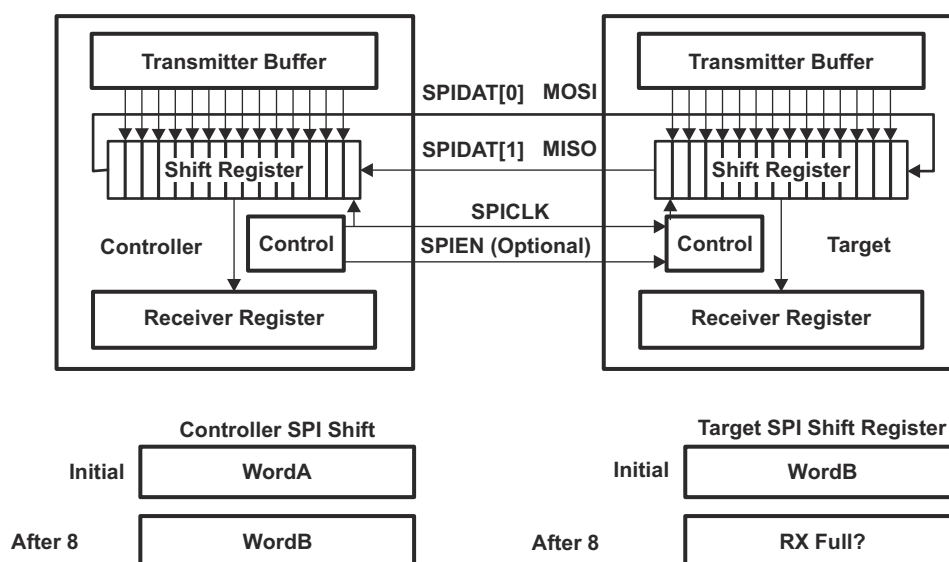 Transmitter Buffer
Transmitter Buffer
SPIDAT[0] MOSI
SPIDAT[1] MISO
Shift Register
Shift Register
SPICLK
Controller
Control
SPIEN (Optional)
Control
Target
Receiver Register
Receiver Register
Controller SPI Shift
Target SPI Shift Register
Initial
WordA
Initial
WordB
After 8
WordB
After 8
RX Full?